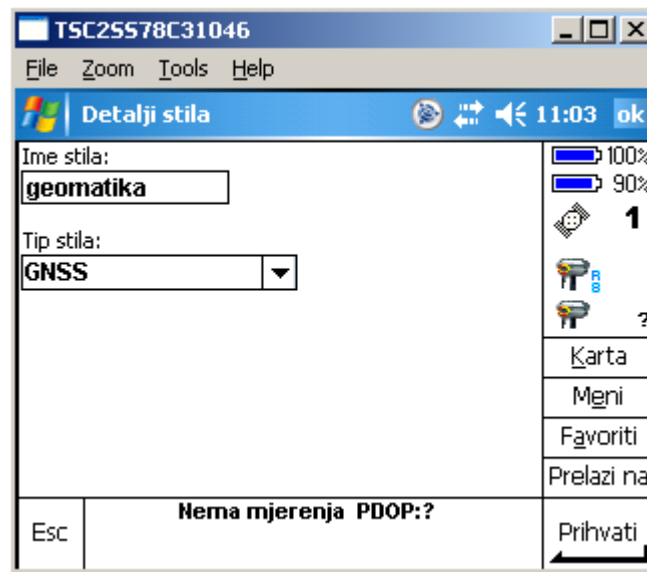 TSC2SS78C31046
File Zoom Tools Help
Detalji stila 11:03 ok
Ime stila:
geomatika
Tip stila:
GNSS
100%
90%
1
R8
?
Karta
Meni
Favoriti
Prelazi na
Esc
Nema mjerenja PDOP:?
Prihvati